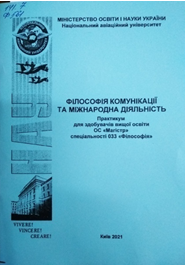 МІНІСТЕРСТВО ОСВІТИ І НАУКИ УКРАЇНИ
Національний авіаційний університет
ФІЛОСОФІЯ КОМУНІКАЦІЇ
ТА МІЖНАРОДНА ДІЯЛЬНІСТЬ
Практикум
для здобувачів вищої освіти
ОС «Магістр»
спеціальності 033 «Філософія»
VIVERE!
VINCERE!
CREARE!
Київ 2021